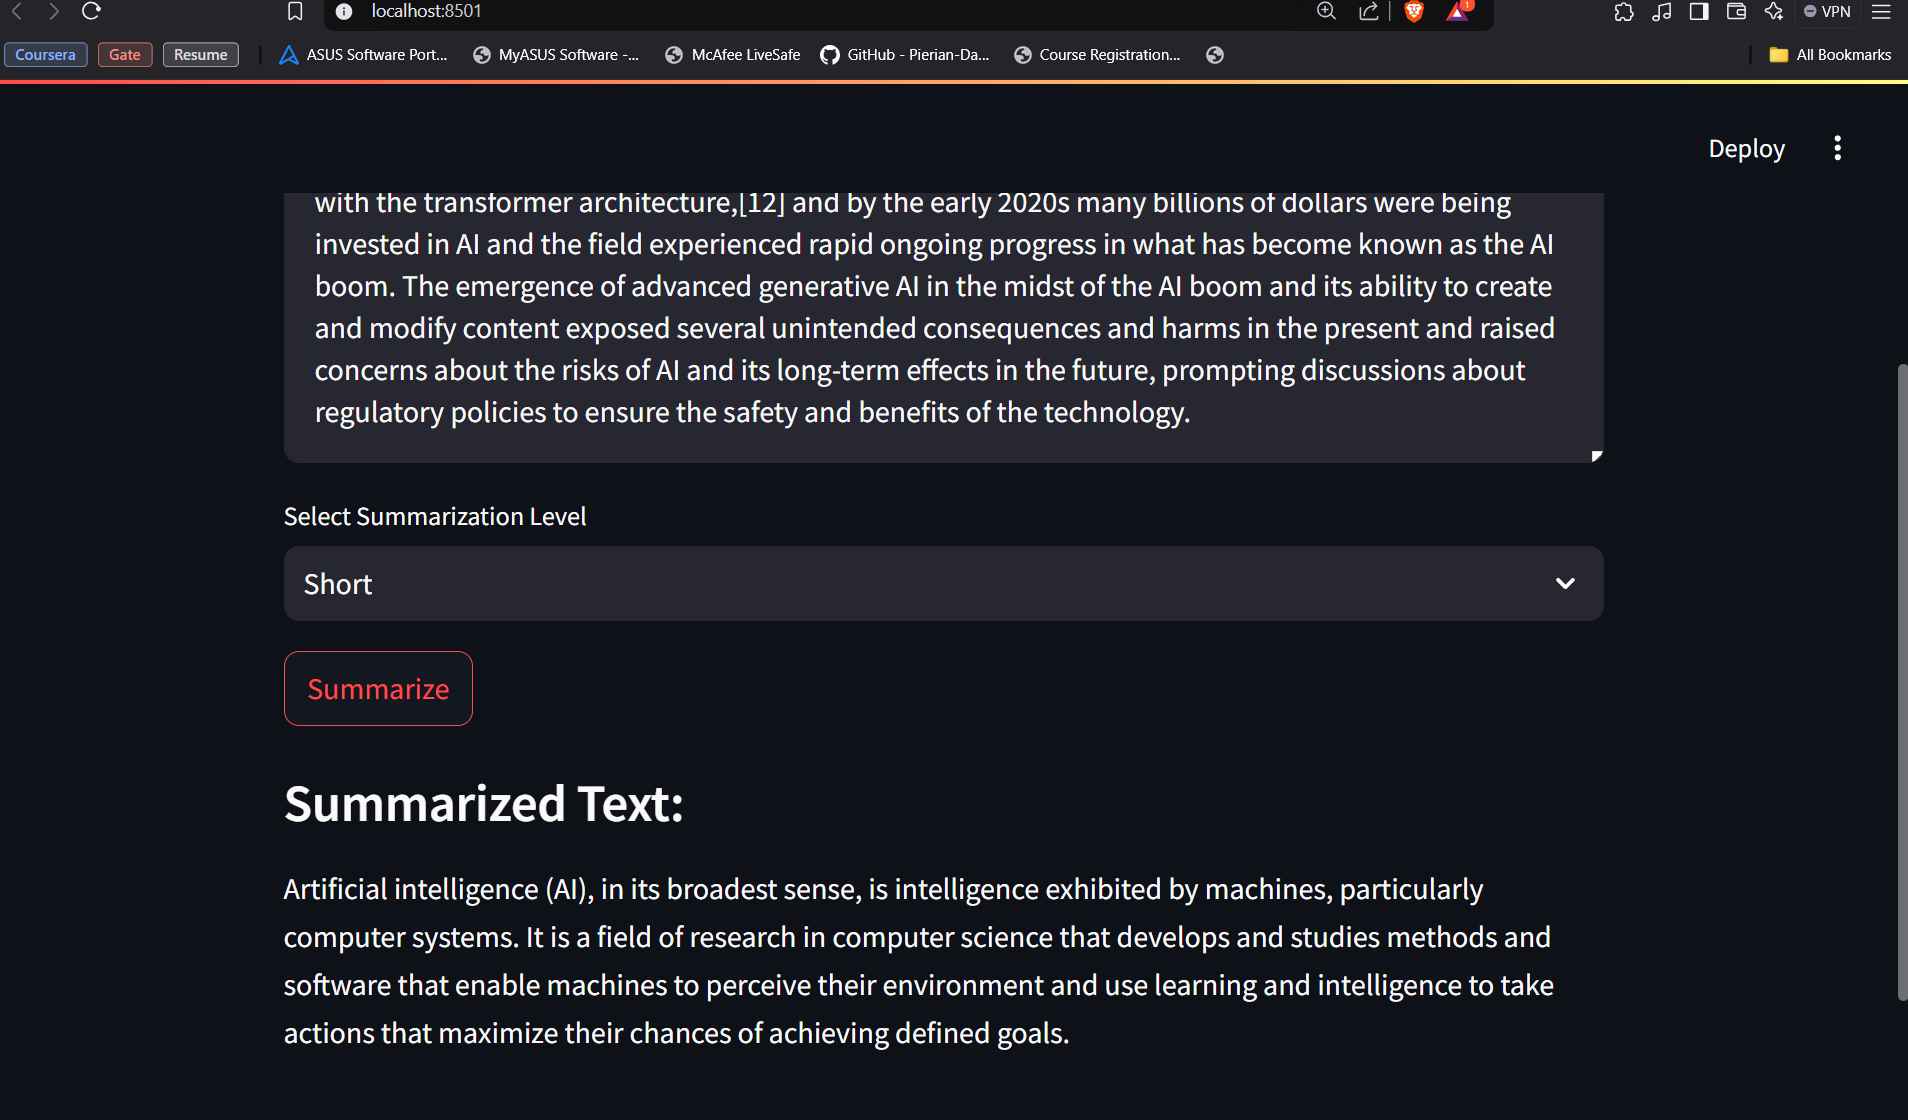 localhost:8501
1
VPN
Coursera Gate Resume ASUS Software Port... MyASUS Software -... McAfee LiveSafe GitHub - Pierian-Da... Course Registration... All Bookmarks
Deploy
with the transformer architecture,[12] and by the early 2020s many billions of dollars were being
invested in AI and the field experienced rapid ongoing progress in what has become known as the AI
boom. The emergence of advanced generative AI in the midst of the AI boom and its ability to create
and modify content exposed several unintended consequences and harms in the present and raised
concerns about the risks of AI and its long-term effects in the future, prompting discussions about
regulatory policies to ensure the safety and benefits of the technology.
Select Summarization Level
Short
Summarize
Summarized Text:
Artificial intelligence (AI), in its broadest sense, is intelligence exhibited by machines, particularly
computer systems. It is a field of research in computer science that develops and studies methods and
software that enable machines to perceive their environment and use learning and intelligence to take
actions that maximize their chances of achieving defined goals.